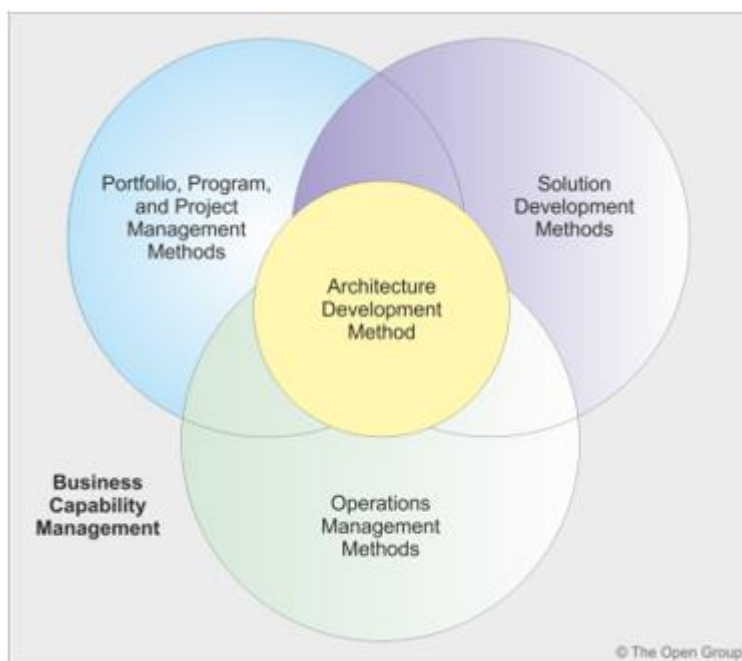 Portfolio, Program,
and Project
Management
Methods
Solution
Development
Methods
Architecture
Development
Method
Business
Capability
Management
Operations
Management
Methods
© The Open Group